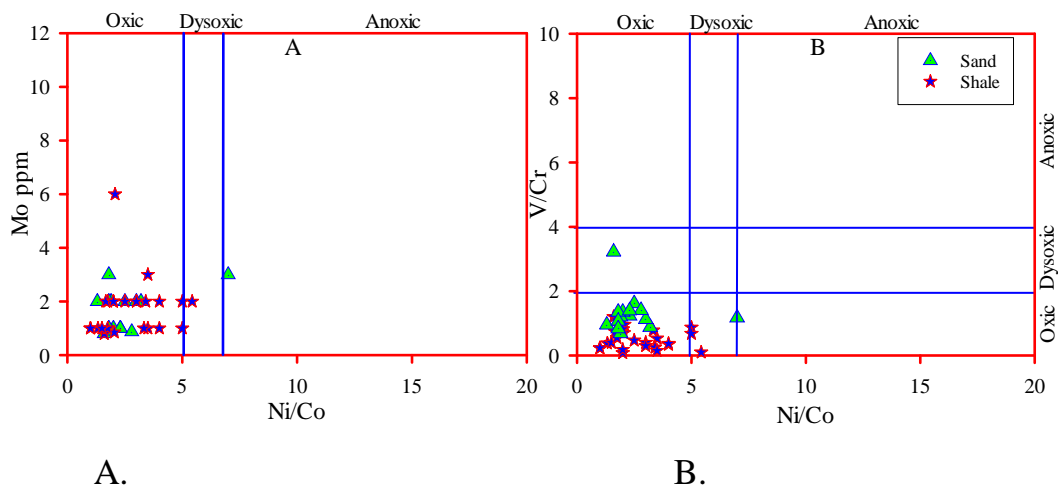 Oxic Dysoxic Anoxic
A
12
10
8
6
4
2
0
Mo ppm
0 5 10 15 20
Ni/Co
A.
Oxic Dysoxic Anoxic
B
Sand
Shale
10
8
6
4
2
0
V/Cr
Anoxic
Dysoxic
Oxic
0 5 10 15 20
Ni/Co
B.